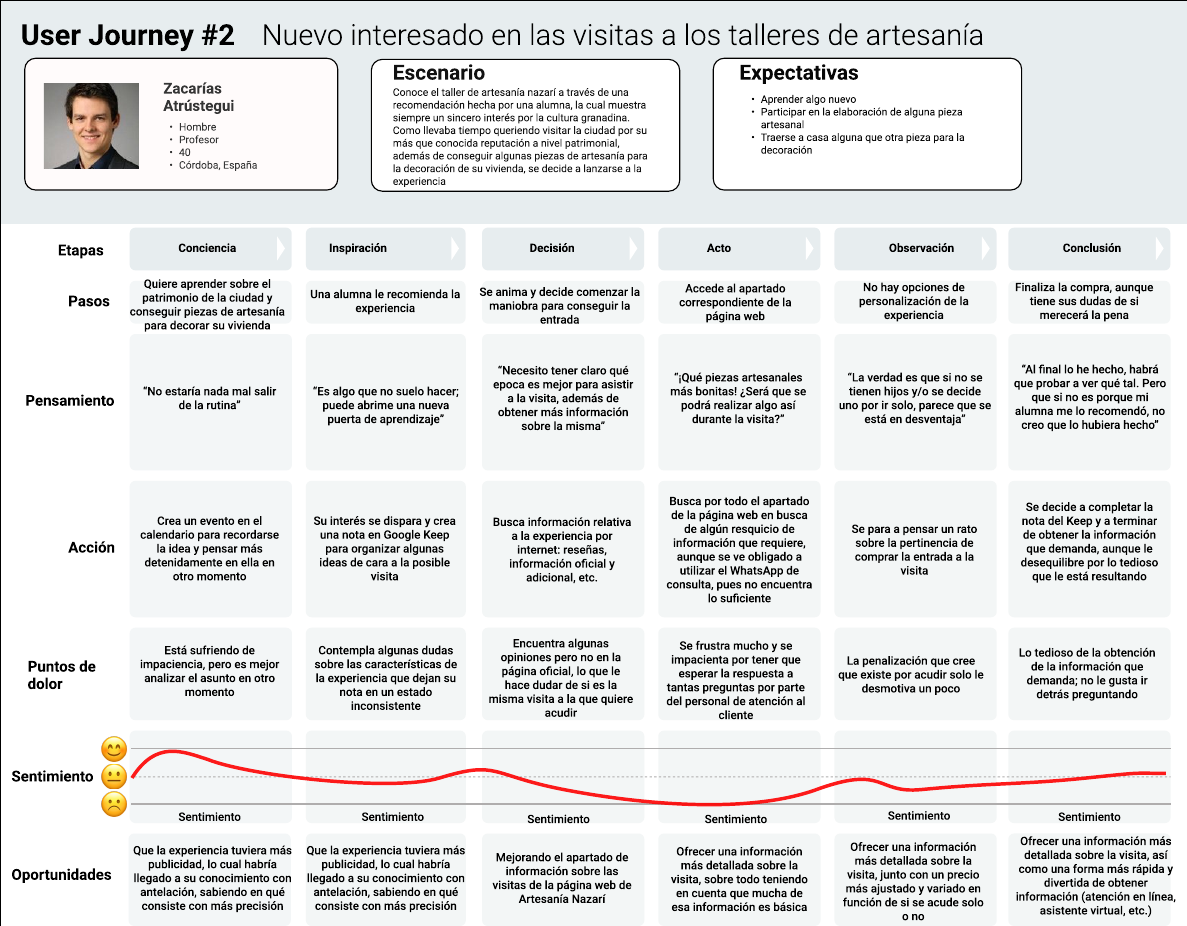 User Journey #2 Nuevo interesado en las visitas a los talleres de artesanía
Zacarías
Atrústegui
• Hombre
• Profesor
• 40
• Córdoba, España
Escenario
Conoce el taller de artesanía nazarí a través de una
recomendación hecha por una alumna, la cual muestra
siempre un sincero interés por la cultura granadina.
Como llevaba tiempo queriendo visitar la ciudad por su
más que conocida reputación a nivel patrimonial,
además de conseguir algunas piezas de artesanía para
la decoración de su vivienda, se decide a lanzarse a la
experiencia
Expectativas
• Aprender algo nuevo
• Participar en la elaboración de alguna pieza
artesanal
• Traerse a casa alguna que otra pieza para la
decoración
Etapas
Conciencia
Inspiración
Decisión
Acto
Observación
Conclusión
Pasos
Quiere aprender sobre el
patrimonio de la ciudad y
conseguir piezas de artesanía
para decorar su vivienda
Una alumna le recomienda la
experiencia
Se anima y decide comenzar la
maniobra para conseguir la
entrada
Accede al apartado
correspondiente de la
página web
No hay opciones de
personalización de la
experiencia
Finaliza la compra, aunque
tiene sus dudas de si
merecerá la pena
Pensamiento
“No estaría nada mal salir
de la rutina”
“Es algo que no suelo hacer;
puede abrime una nueva
puerta de aprendizaje”
“Necesito tener claro qué
epoca es mejor para asistir
a la visita, además de
obtener más información
sobre la misma”
“¡Qué piezas artesanales
más bonitas! ¿Será que se
podrá realizar algo así
durante la visita?“
“La verdad es que si no se
tienen hijos y/o se decide
uno por ir solo, parece que se
está en desventaja“
“Al final lo he hecho, habrá
que probar a ver qué tal. Pero
que si no es porque mi
alumna me lo recomendó, no
creo que lo hubiera hecho”
Acción
Crea un evento en el
calendario para recordarse
la idea y pensar más
detenidamente en ella en
otro momento
Su interés se dispara y crea
una nota en Google Keep
para organizar algunas
ideas de cara a la posible
visita
Busca información relativa
a la experiencia por
internet: reseñas,
información oficial y
adicional, etc.
Busca por todo el apartado
de la página web en busca
de algún resquicio de
información que requiere,
aunque se ve obligado a
utilizar el WhatsApp de
consulta, pues no encuentra
lo suficiente
Se para a pensar un rato
sobre la pertinencia de
comprar la entrada a la
visita
Se decide a completar la
nota del Keep y a terminar
de obtener la información
que demanda, aunque le
desequilibre por lo tedioso
que le está resultando
Puntos de
dolor
Está sufriendo de
impaciencia, pero es mejor
analizar el asunto en otro
momento
Contempla algunas dudas
sobre las características de
la experiencia que dejan su
nota en un estado
inconsistente
Encuentra algunas
opiniones pero no en la
página oficial, lo que le
hace dudar de si es la
misma visita a la que quiere
acudir
Se frustra mucho y se
impacienta por tener que
esperar la respuesta a
tantas preguntas por parte
del personal de atención al
cliente
La penalización que cree
que existe por acudir solo le
desmotiva un poco
Lo tedioso de la obtención
de la información que
demanda; no le gusta ir
detrás preguntando
Sentimiento
Sentimiento
Sentimiento
Sentimiento
Sentimiento
Sentimiento
Sentimiento
Oportunidades
Que la experiencia tuviera más
publicidad, lo cual habría
llegado a su conocimiento con
antelación, sabiendo en qué
consiste con más precisión
Que la experiencia tuviera más
publicidad, lo cual habría
llegado a su conocimiento con
antelación, sabiendo en qué
consiste con más precisión
Mejorando el apartado de
información sobre las
visitas de la página web de
Artesanía Nazarí
Ofrecer una información
más detallada sobre la
visita, sobre todo teniendo
en cuenta que mucha de
esa información es básica
Ofrecer una información
más detallada sobre la
visita, junto con un precio
más ajustado y variado en
función de si se acude solo
o no
Ofrecer una información más
detallada sobre la visita, así
como una forma más rápida y
divertida de obtener
información (atención en línea,
asistente virtual, etc.)